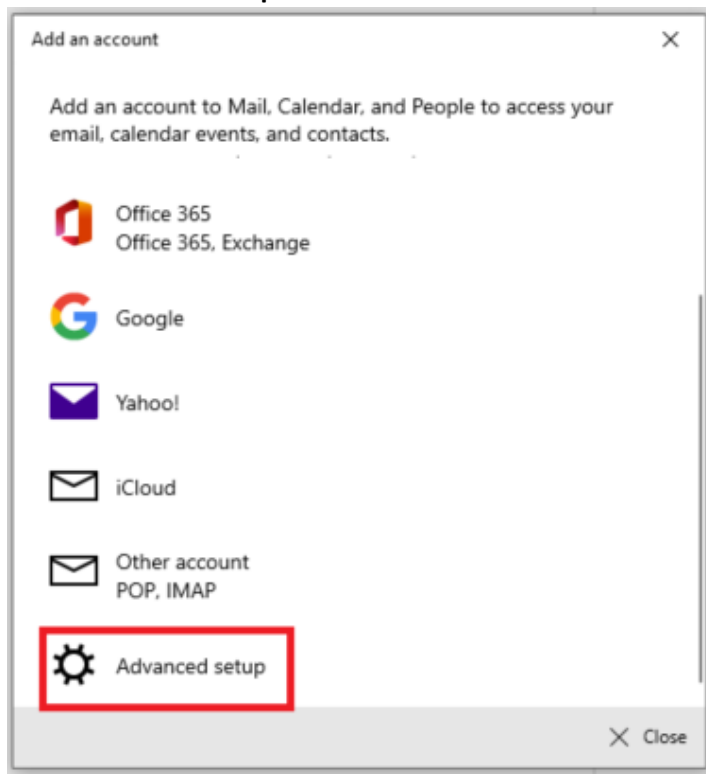 Add an account
Add an account to Mail, Calendar, and People to access your
email, calendar events, and contacts.
Office 365
Office 365, Exchange
Google
Yahoo!
iCloud
Other account
POP, IMAP
Advanced setup
Close